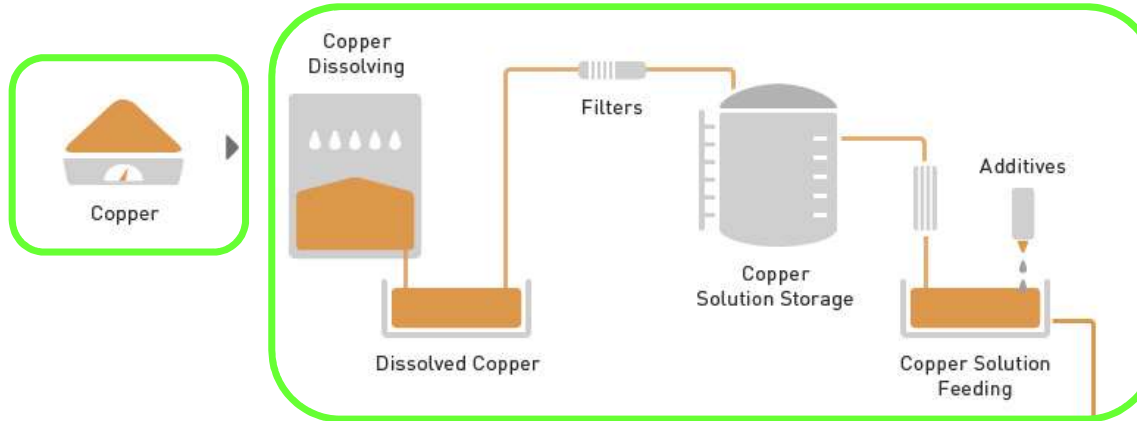 Copper
Copper
Dissolving
Dissolved Copper
Filters
Copper
Solution Storage
Additives
Copper Solution
Feeding